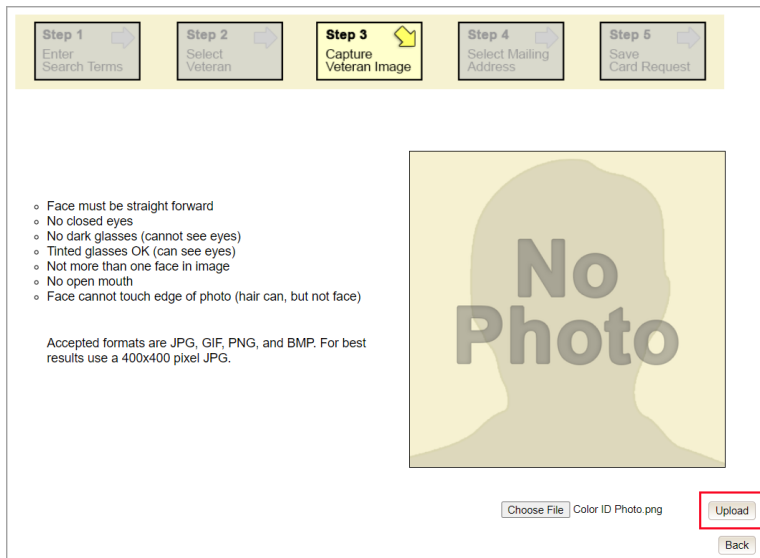 Step 1
Enter
Search Terms
Step 2
Select
Veteran
Step 3
Capture
Veteran Image
Step 4
Select Mailing
Address
Step 5
Save
Card Request
Face must be straight forward
No closed eyes
No dark glasses (cannot see eyes)
Tinted glasses OK (can see eyes)
Not more than one face in image
No open mouth
Face cannot touch edge of photo (hair can, but not face)
Accepted formats are JPG, GIF, PNG, and BMP. For best
results use a 400x400 pixel JPG.
No
Photo
Choose File Color ID Photo.png
Upload
Back